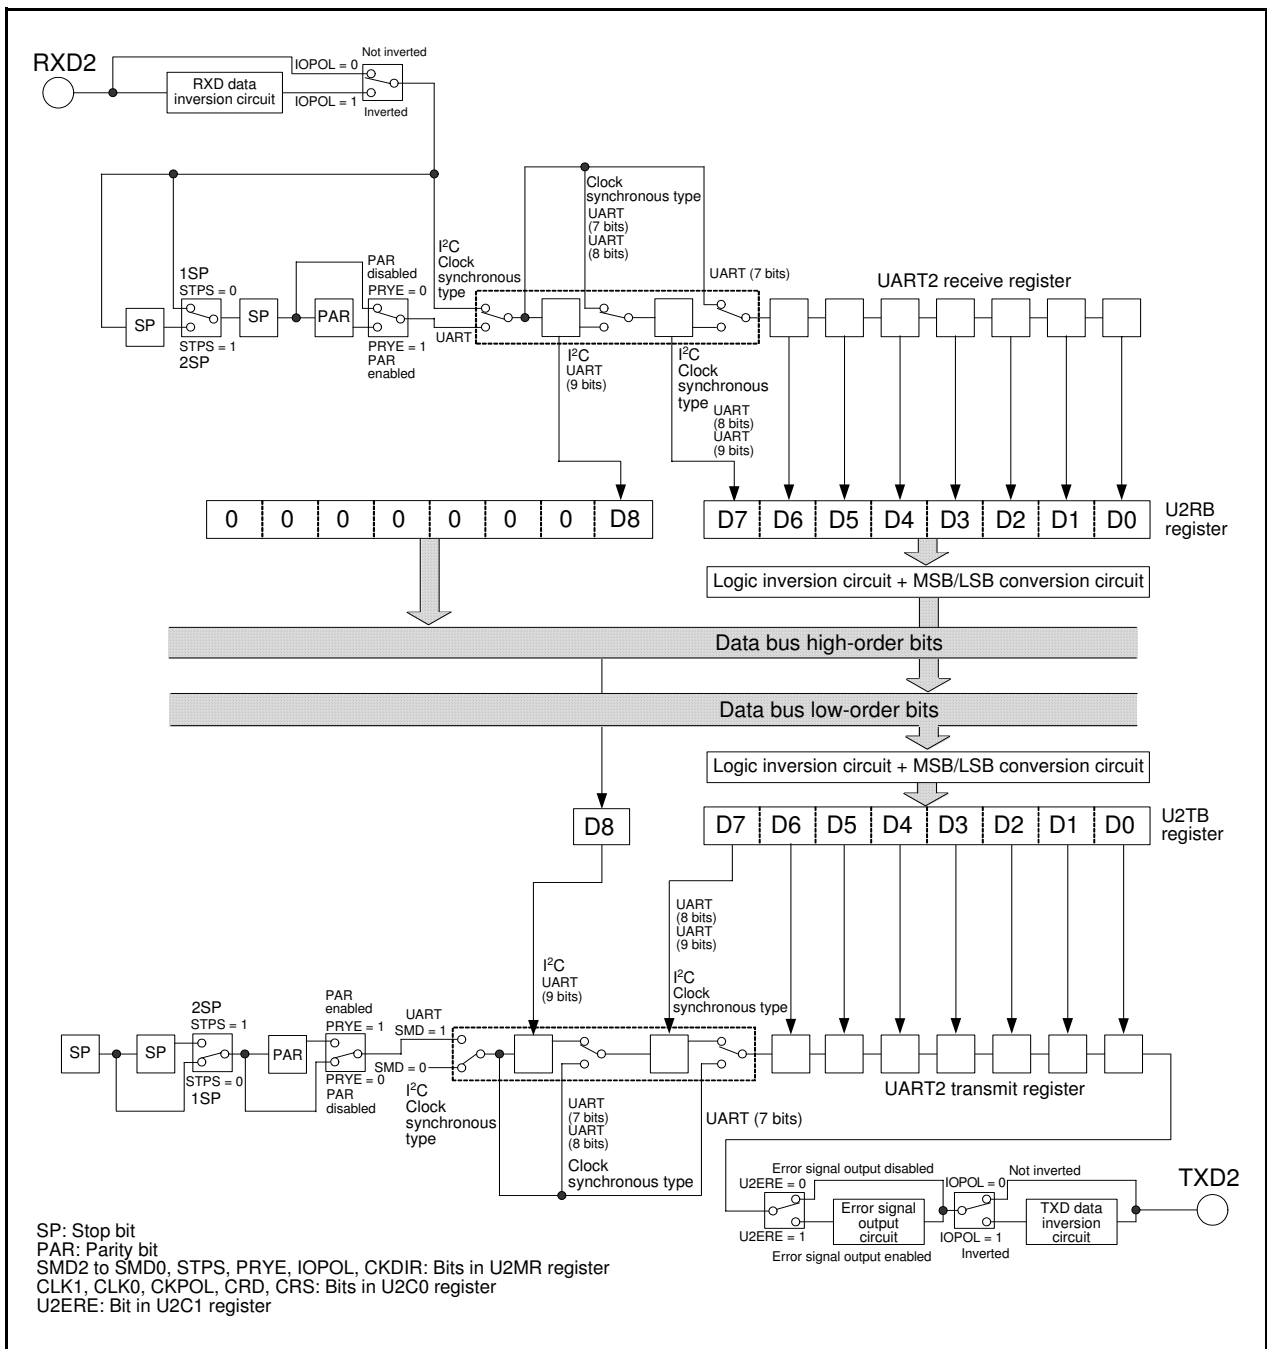 RXD2
Not inverted
IOPOL = 0
RXD data
inversion circuit
IOPOL = 1
Inverted
Clock
synchronous type
UART
(7 bits)
UART
(8 bits)
I²C
Clock
synchronous
type
PAR
disabled
PRYE = 0
1SP
STPS = 0
UART (7 bits)
UART2 receive register
SP
SP
PAR
STPS = 1
2SP
PRYE = 1
PAR
enabled
UART
I²C
UART
(9 bits)
I²C
Clock
synchronous
type
UART
(8 bits)
UART
(9 bits)
0 0 0 0 0 0 0 D8
D7 D6 D5 D4 D3 D2 D1 D0
U2RB
register
Logic inversion circuit + MSB/LSB conversion circuit
Data bus high-order bits
Data bus low-order bits
Logic inversion circuit + MSB/LSB conversion circuit
D8
D7 D6 D5 D4 D3 D2 D1 D0
U2TB
register
UART
(8 bits)
UART
(9 bits)
I²C
UART
(9 bits)
I²C
Clock
synchronous type
2SP
STPS = 1
PAR
enabled
PRYE = 1
UART
SMD = 1
SP
SP
PAR
STPS = 0
1SP
PRYE = 0
PAR
disabled
SMD = 0
I²C
Clock
synchronous
type
UART
(7 bits)
UART
(8 bits)
Clock
synchronous type
UART (7 bits)
UART2 transmit register
Error signal output disabled
U2ERE = 0
IOPOL = 0
Not inverted
TXD2
Error signal
output
circuit
TXD data
inversion
circuit
U2ERE = 1
Error signal output enabled
IOPOL = 1
Inverted
SP: Stop bit
PAR: Parity bit
SMD2 to SMD0, STPS, PRYE, IOPOL, CKDIR: Bits in U2MR register
CLK1, CLK0, CKPOL, CRD, CRS: Bits in U2C0 register
U2ERE: Bit in U2C1 register